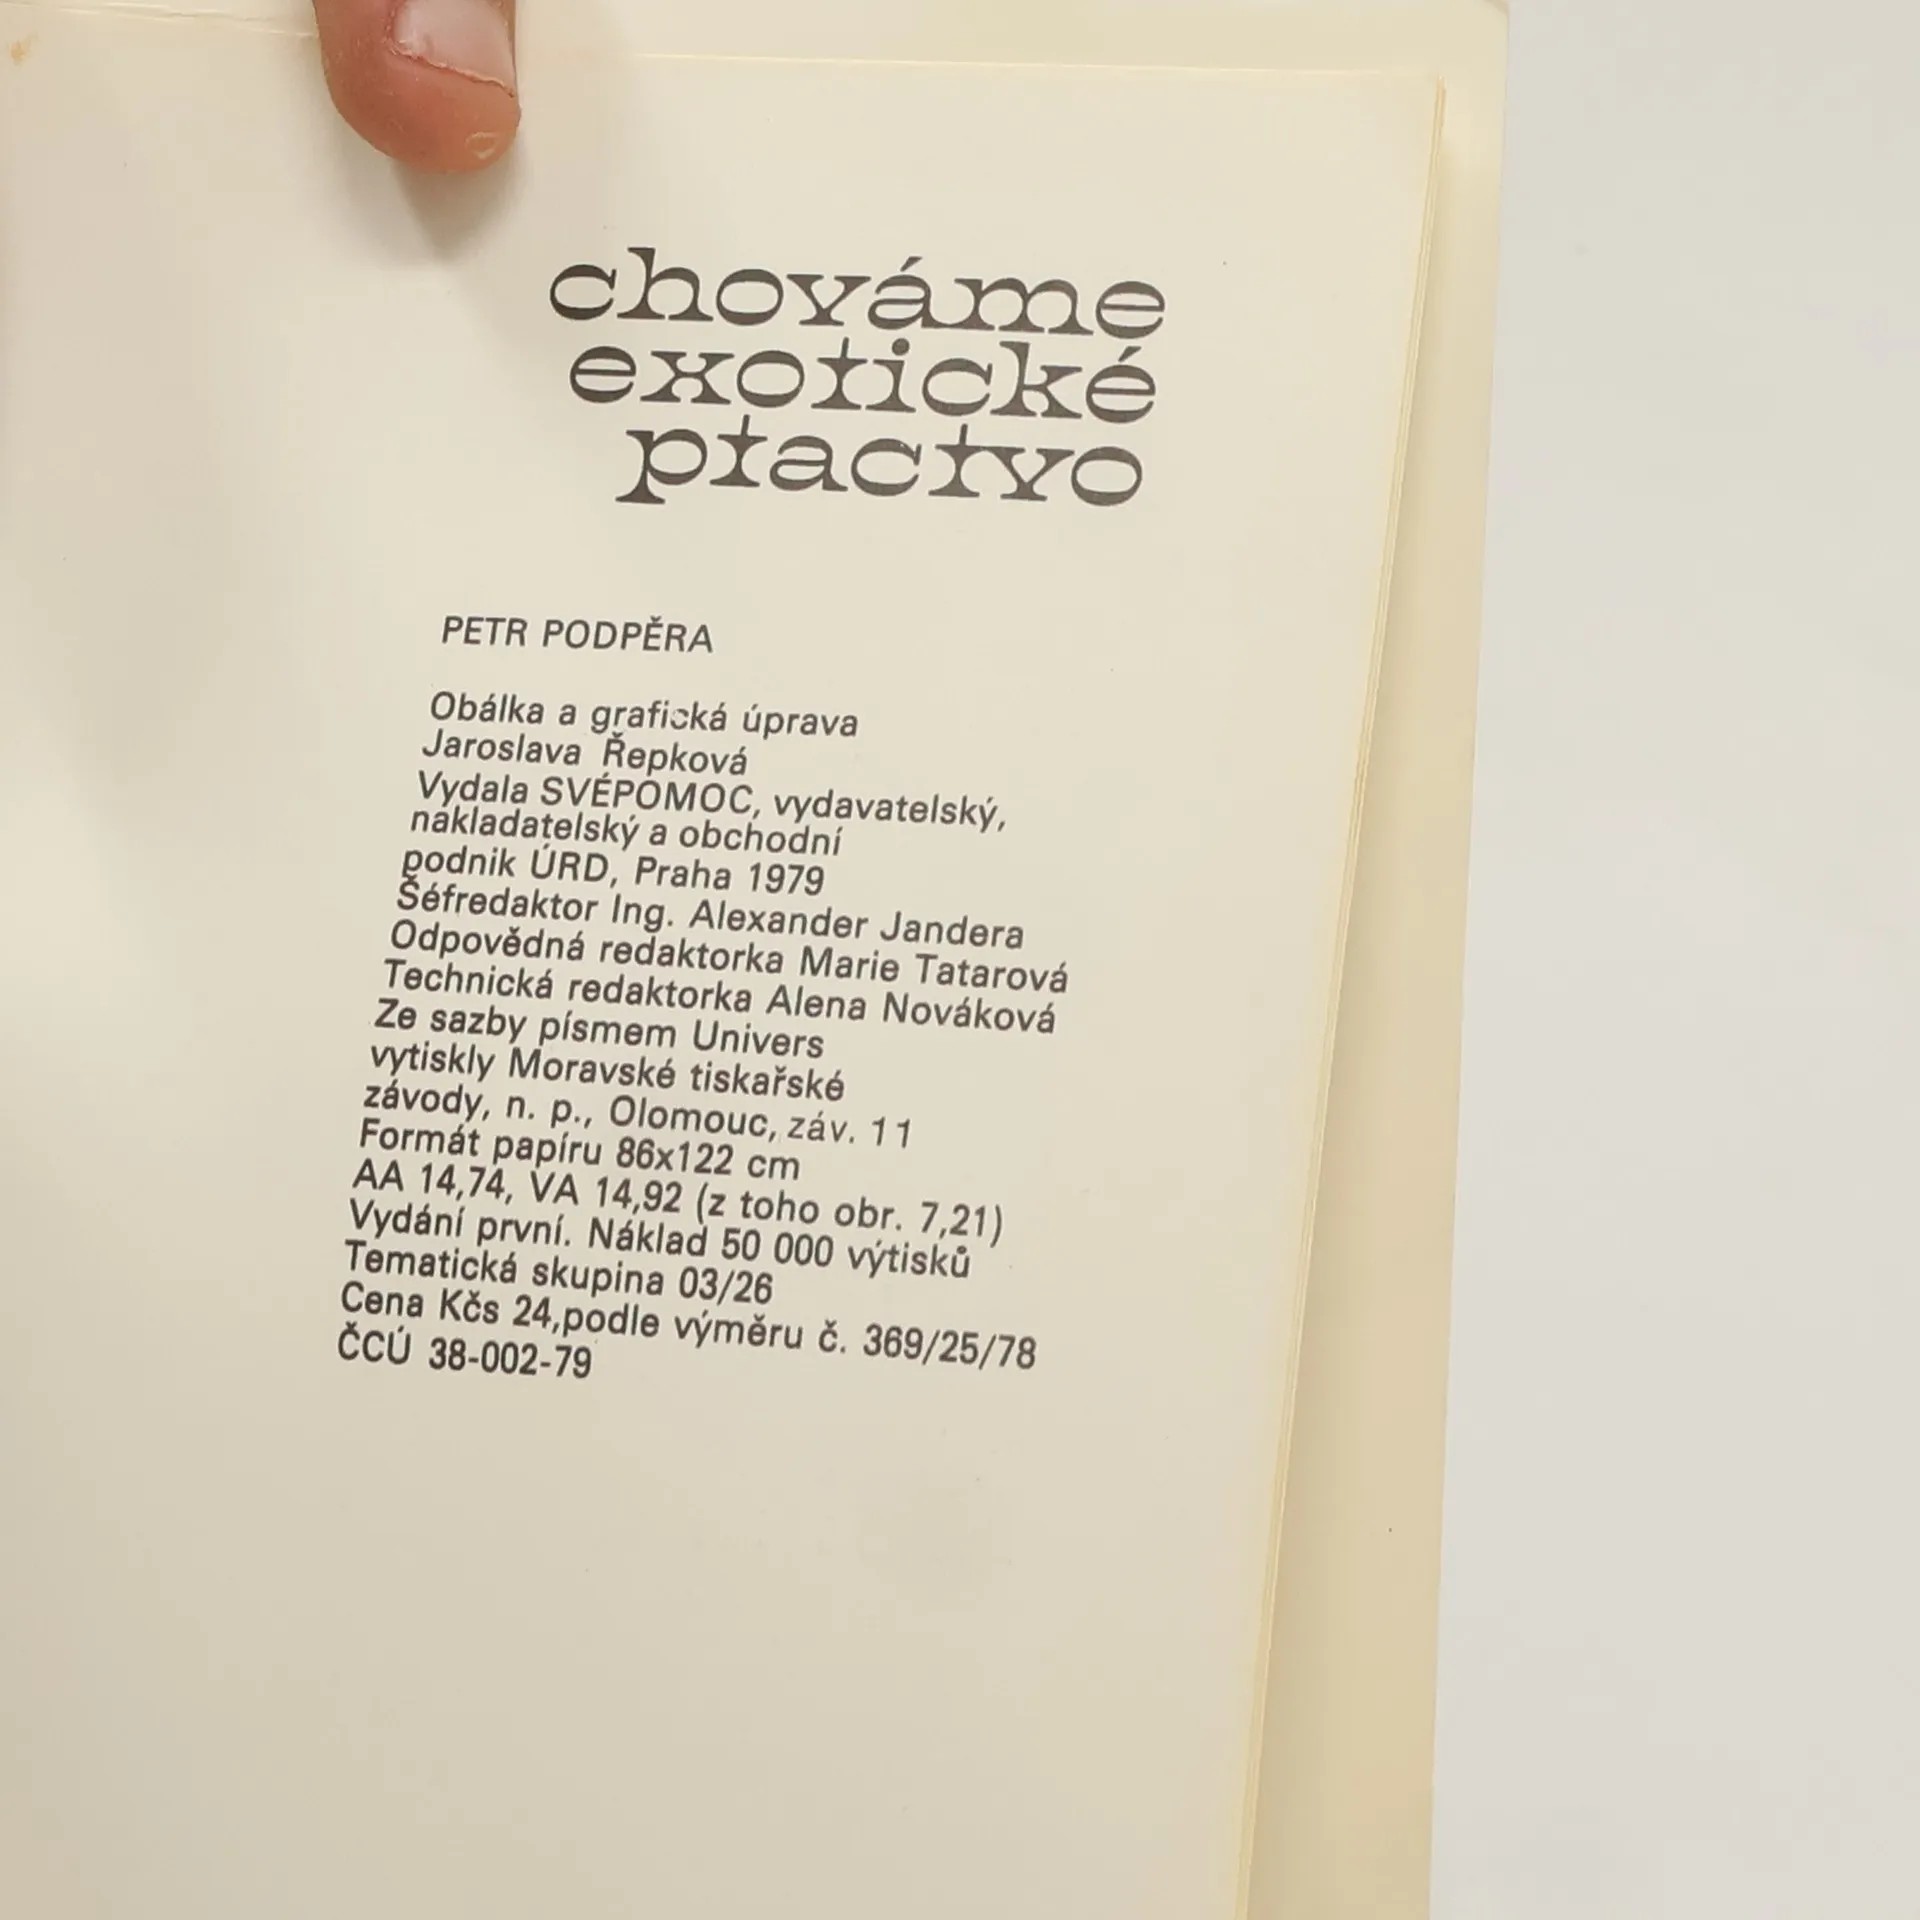 chováme
exotické
ptactvo
PETR PODPĚRA
Obálka a grafická úprava
Jaroslava Řepková
Vydala SVÉPOMOC, vydavatelský,
nakladatelský a obchodní
podnik ÚRD, Praha 1979
Šéfredaktor Ing. Alexander Jandera
Odpovědná redaktorka Marie Tatarová
Technická redaktorka Alena Nováková
Ze sazby písmem Univers
vytiskly Moravské tiskařské
závody, n. p., Olomouc, záv. 11
Formát papíru 86x122 cm
AA 14,74, VA 14,92 (z toho obr. 7,21)
Vydání první. Náklad 50 000 výtisků
Tematická skupina 03/26
Cena Kčs 24,podle výměru č. 369/25/78
ČCÚ 38-002-79